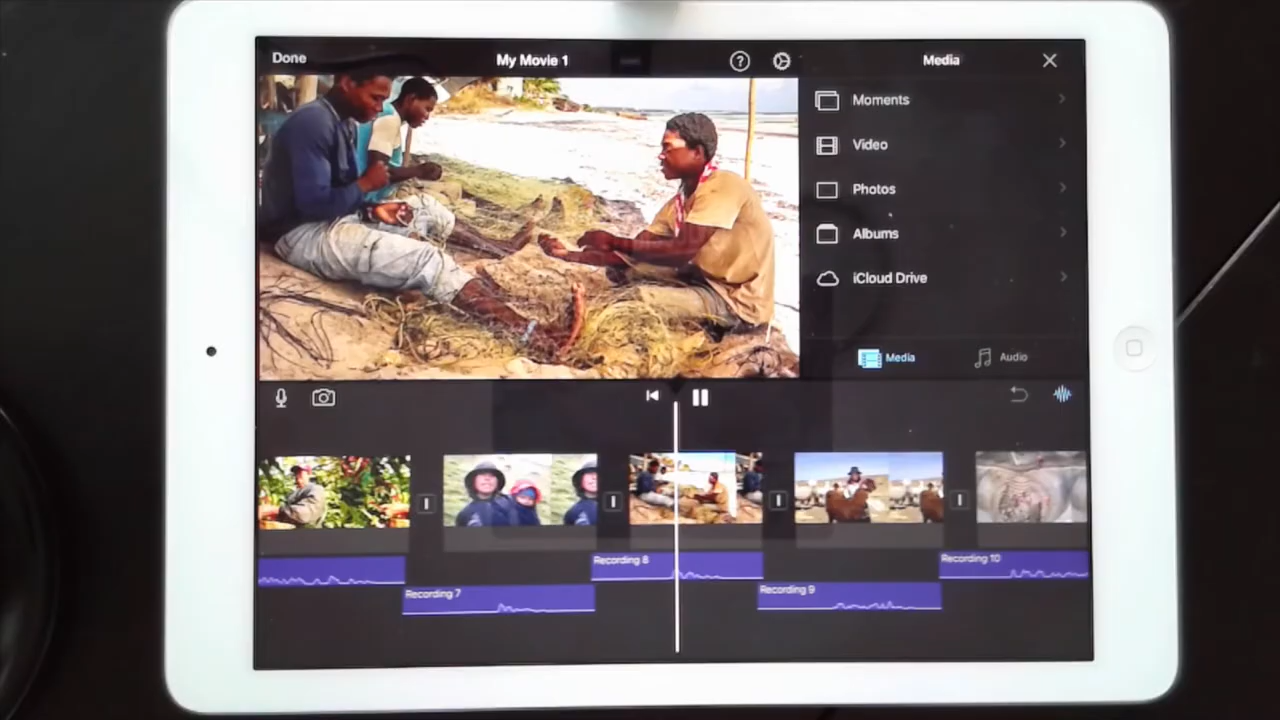 Done
My Movie 1
?
Media
Moments
Video
Photos
Albums
iCloud Drive
Media
Audio
Recording 8
Recording 10
Recording 7
Recording 9